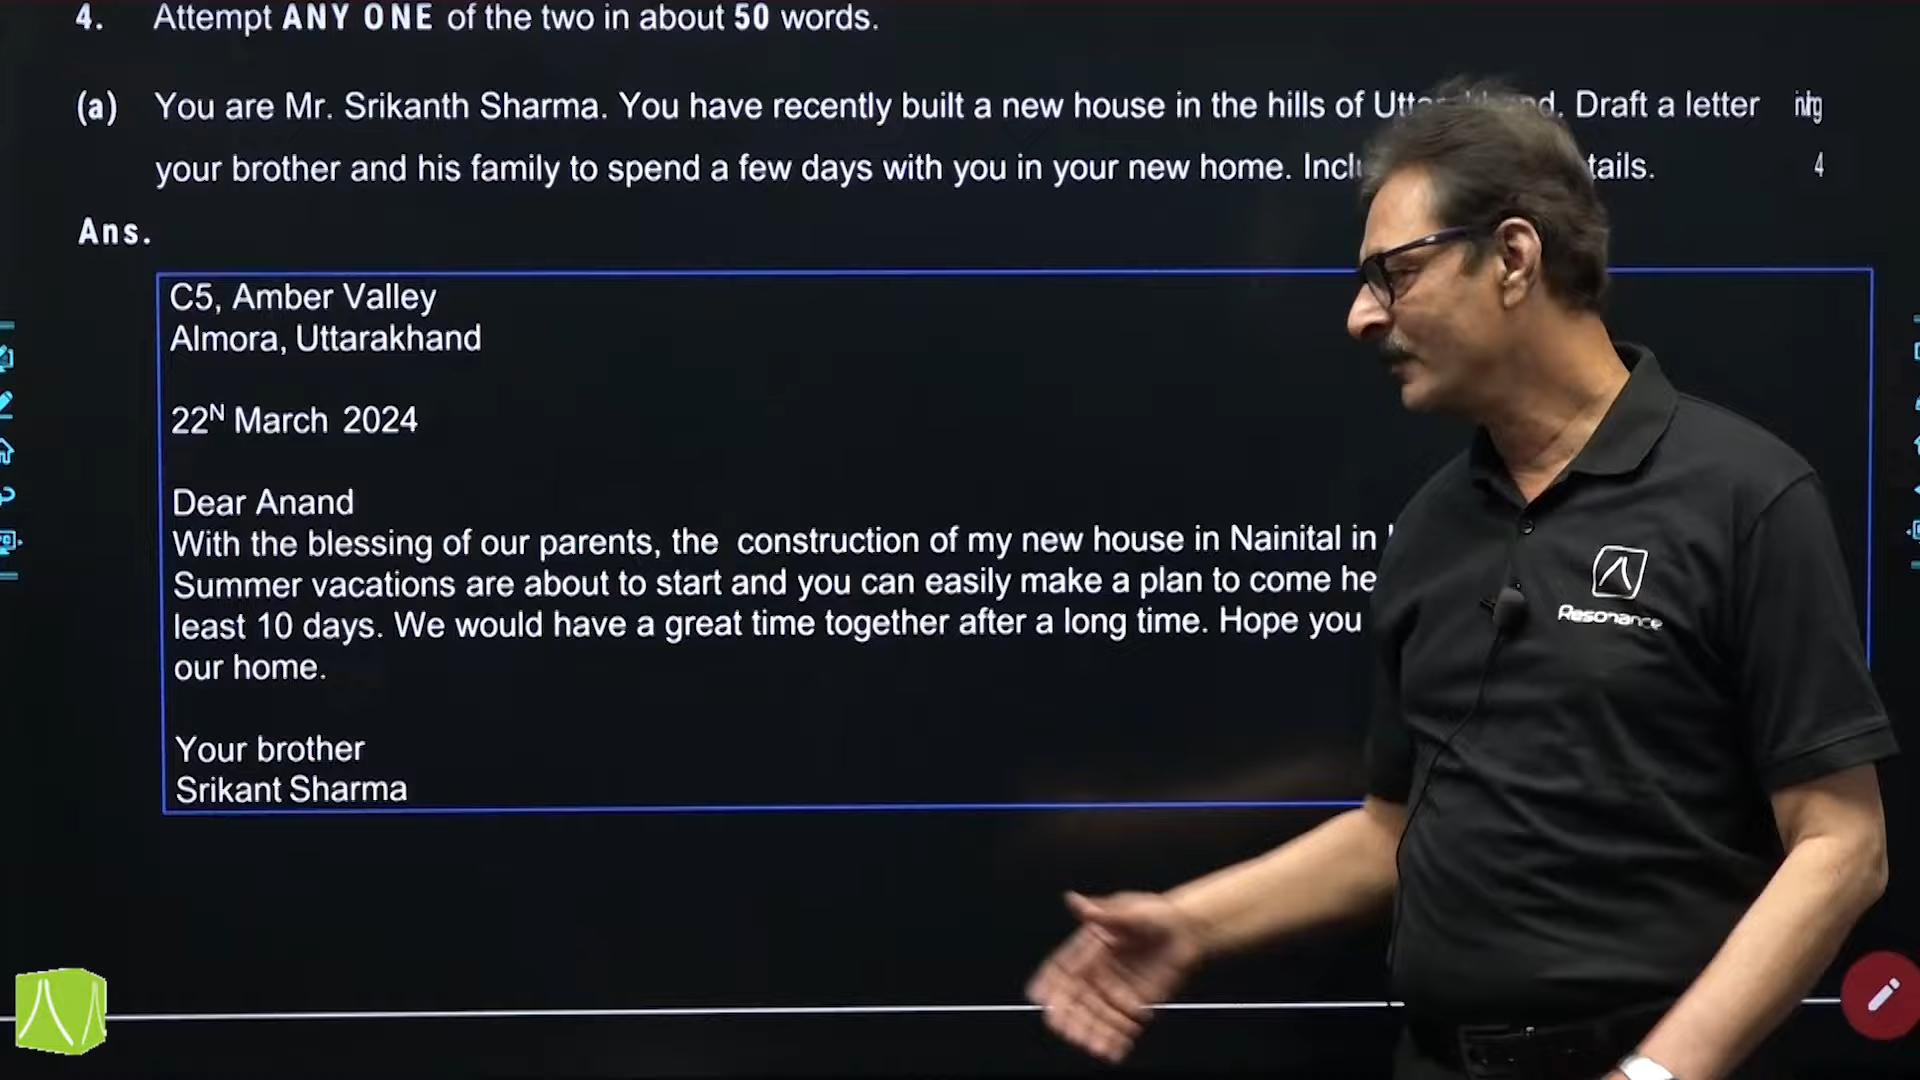 4. Attempt ANY ONE of the two in about 50 words.
(a) You are Mr. Srikanth Sharma. You have recently built a new house in the hills of Draft a letter
your brother and his family to spend a few days with you in your new home. 4
Ans.
C5, Amber Valley
Almora, Uttarakhand
22N March 2024
Dear Anand
With the blessing of our parents, the construction of my new house in Nainital in
Summer vacations are about to start and you can easily make a plan to come
least 10 days. We would have a great time together after a long time. Hope you
our home.
Your brother
Srikant Sharma
Resonance